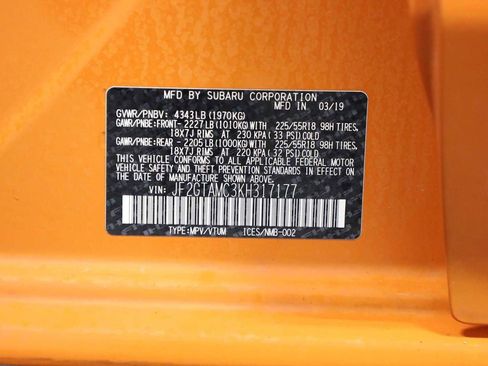 MFD BY SUBARU CORPORATION
MADE IN 03/19
GVWR/PNBV: 4343LB(1970KG)
GAWR/PNBE:FRONT-2227LB(1010KG)WITH 225/55R18 98H TIRES,
18X7J RIMS AT 230 KPA(33 PSI)COLD
GAWR/PNBE:REAR -2205LB(1000KG)WITH 225/55R18 98H TIRES,
18X7J RIMS AT 220 KPA(32 PSI)COLD
THIS VEHICLE CONFORMS TO ALL APPLICABLE FEDERAL MOTOR
VEHICLE SAFETY STANDARDS IN EFFECT
AND THEFT PREVENTION
ON THE DATE OF MANUFACTURE SHOWN ABOVE.
VIN: JF2GTAMC3KH317177
TYPE:MPV/VTUM ICES/NMB-002